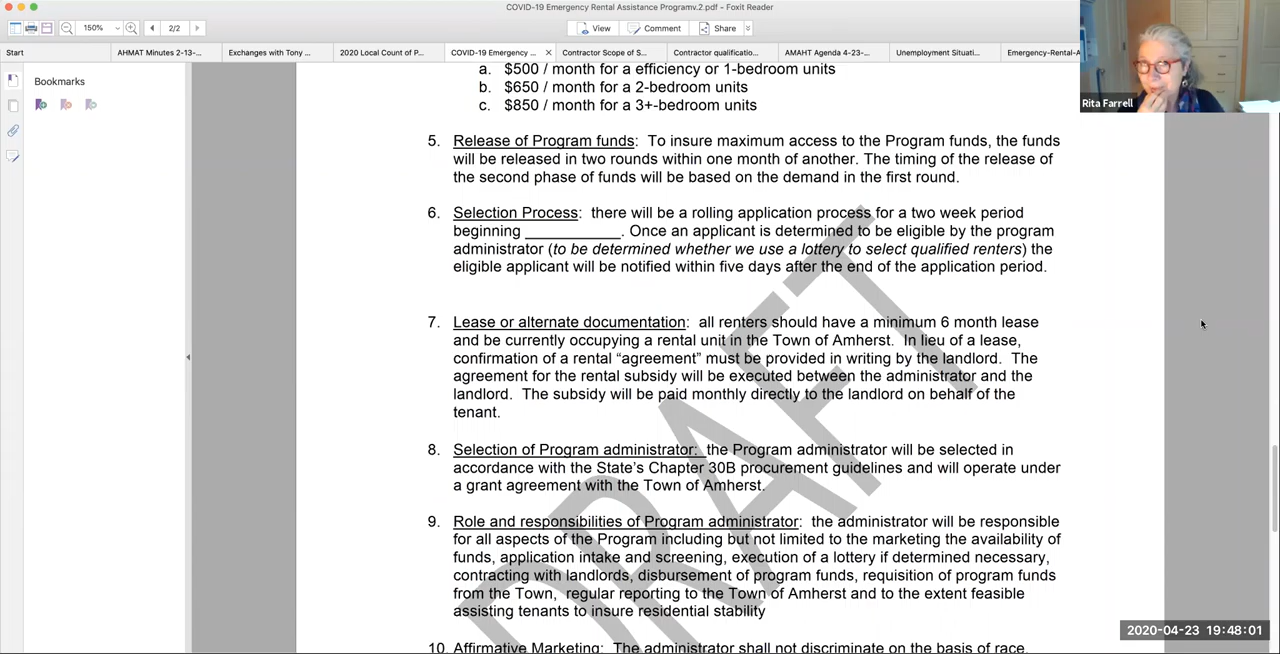 COVID-19 Emergency Rental Assistance Programv.2.pdf - Foxit Reader
150%
2/2
View
Comment
Share
Start
AHMAT Minutes 2-13-...
Exchanges with Tony ...
2020 Local Count of P...
COVID-19 Emergency ...
Contractor Scope of S...
Contractor qualificatio...
AMAHT Agenda 4-23-...
Unemployment Situati...
Emergency-Rental-A
Bookmarks
Rita Farrell
a. $500 / month for a efficiency or 1-bedroom units
b. $650 / month for a 2-bedroom units
c. $850 / month for a 3+-bedroom units
5. Release of Program funds: To insure maximum access to the Program funds, the funds
will be released in two rounds within one month of another. The timing of the release of
the second phase of funds will be based on the demand in the first round.
6. Selection Process: there will be a rolling application process for a two week period
beginning ____________. Once an applicant is determined to be eligible by the program
administrator (to be determined whether we use a lottery to select qualified renters) the
eligible applicant will be notified within five days after the end of the application period.
7. Lease or alternate documentation: all renters should have a minimum 6 month lease
and be currently occupying a rental unit in the Town of Amherst. In lieu of a lease,
confirmation of a rental “agreement” must be provided in writing by the landlord. The
agreement for the rental subsidy will be executed between the administrator and the
landlord. The subsidy will be paid monthly directly to the landlord on behalf of the
tenant.
8. Selection of Program administrator: the Program administrator will be selected in
accordance with the State’s Chapter 30B procurement guidelines and will operate under
a grant agreement with the Town of Amherst.
9. Role and responsibilities of Program administrator: the administrator will be responsible
for all aspects of the Program including but not limited to the marketing the availability of
funds, application intake and screening, execution of a lottery if determined necessary,
contracting with landlords, disbursement of program funds, requisition of program funds
from the Town, regular reporting to the Town of Amherst and to the extent feasible
assisting tenants to insure residential stability
10. Affirmative Marketing: The administrator shall not discriminate on the basis of race,
DRAFT
2020-04-23 19:48:01